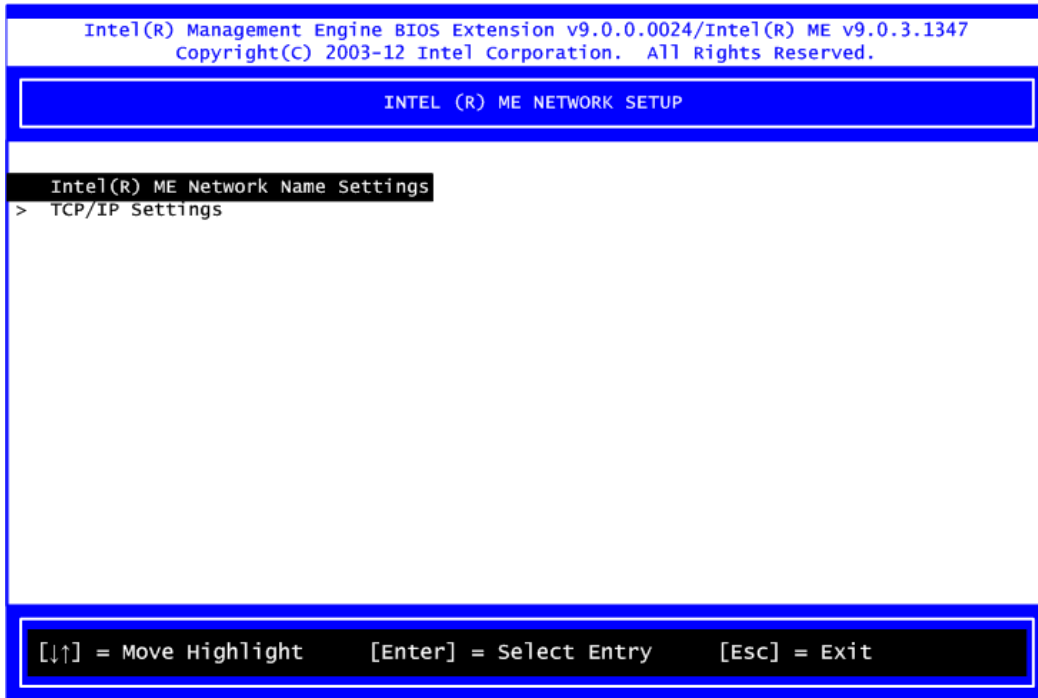 Intel(R) Management Engine BIOS Extension v9.0.0.0024/Intel(R) ME v9.0.3.1347
Copyright(C) 2003-12 Intel Corporation.  All Rights Reserved.
INTEL (R) ME NETWORK SETUP
Intel(R) ME Network Name Settings
> TCP/IP Settings
[↓↑] = Move Highlight [Enter] = Select Entry [Esc] = Exit